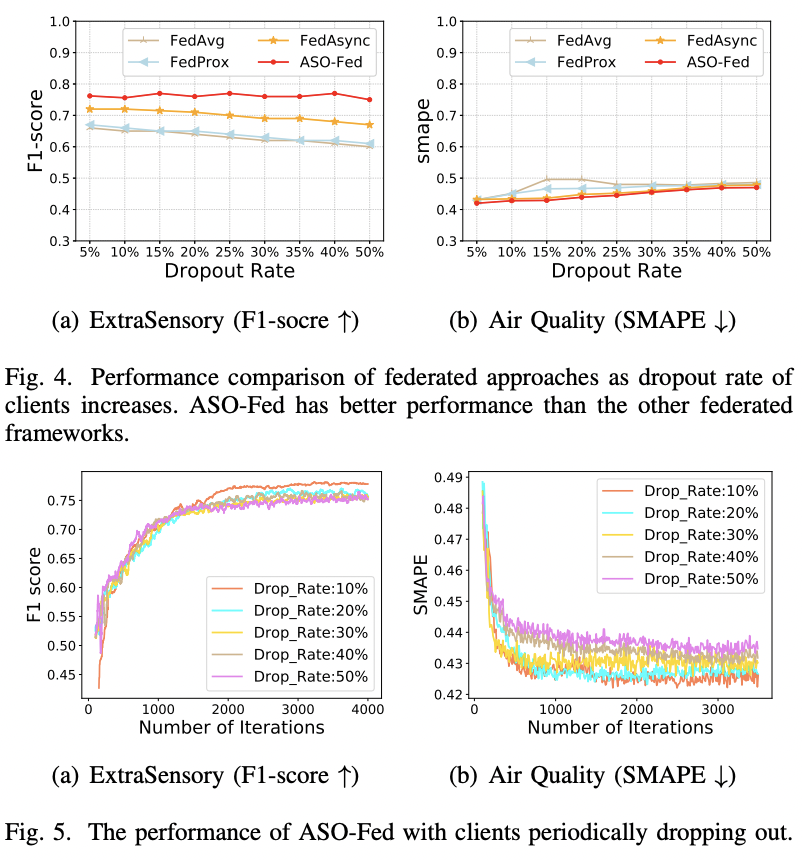 1.0
0.9
0.8
0.7
0.6
0.5
0.4
0.3
F1-score
FedAvg
FedProx
FedAsync
ASO-Fed
5% 10% 15% 20% 25% 30% 35% 40% 50%
Dropout Rate
(a) ExtraSensory (F1-socre ↑)
1.0
0.9
0.8
0.7
0.6
0.5
0.4
0.3
smape
FedAvg
FedProx
FedAsync
ASO-Fed
5% 10% 15% 20% 25% 30% 35% 40% 50%
Dropout Rate
(b) Air Quality (SMAPE ↓)
Fig. 4. Performance comparison of federated approaches as dropout rate of
clients increases. ASO-Fed has better performance than the other federated
frameworks.
0.75
0.70
0.65
0.60
0.55
0.50
0.45
F1 score
Drop_Rate:10%
Drop_Rate:20%
Drop_Rate:30%
Drop_Rate:40%
Drop_Rate:50%
0 1000 2000 3000 4000
Number of Iterations
(a) ExtraSensory (F1-score ↑)
0.49
0.48
0.47
0.46
0.45
0.44
0.43
0.42
SMAPE
Drop_Rate:10%
Drop_Rate:20%
Drop_Rate:30%
Drop_Rate:40%
Drop_Rate:50%
0 1000 2000 3000
Number of Iterations
(b) Air Quality (SMAPE ↓)
Fig. 5. The performance of ASO-Fed with clients periodically dropping out.